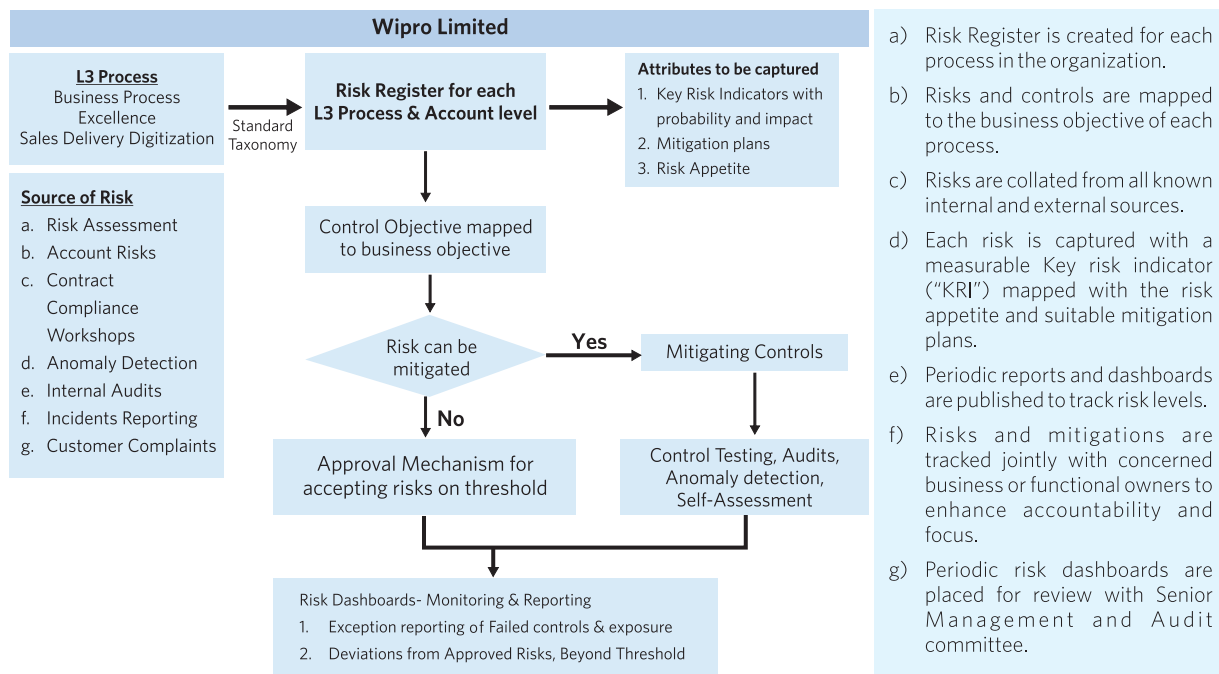 Wipro Limited
L3 Process
Business Process
Excellence
Sales Delivery Digitization
Standard
Taxonomy
Risk Register for each
L3 Process & Account level
Attributes to be captured
1. Key Risk Indicators with
probability and impact
2. Mitigation plans
3. Risk Appetite
Source of Risk
a. Risk Assessment
b. Account Risks
c. Contract
Compliance
Workshops
d. Anomaly Detection
e. Internal Audits
f. Incidents Reporting
g. Customer Complaints
Control Objective mapped
to business objective
Risk can be
mitigated
Yes
Mitigating Controls
No
Approval Mechanism for
accepting risks on threshold
Control Testing, Audits,
Anomaly detection,
Self-Assessment
Risk Dashboards- Monitoring & Reporting
1. Exception reporting of Failed controls & exposure
2. Deviations from Approved Risks, Beyond Threshold
a) Risk Register is created for each
process in the organization.
b) Risks and controls are mapped
to the business objective of each
process.
c) Risks are collated from all known
internal and external sources.
d) Each risk is captured with a
measurable Key risk indicator
(“KRI”) mapped with the risk
appetite and suitable mitigation
plans.
e) Periodic reports and dashboards
are published to track risk levels.
f) Risks and mitigations are
tracked jointly with concerned
business or functional owners to
enhance accountability and
focus.
g) Periodic risk dashboards are
placed for review with Senior
Management and Audit
committee.